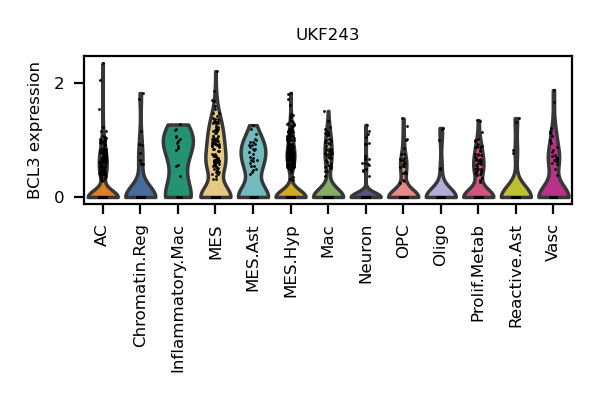 UKF243
BCL3 expression
2
0
AC
Chromatin.Reg
Inflammatory.Mac
MES
MES.Ast
MES.Hyp
Mac
Neuron
OPC
Oligo
Prolif.Metab
Reactive.Ast
Vasc